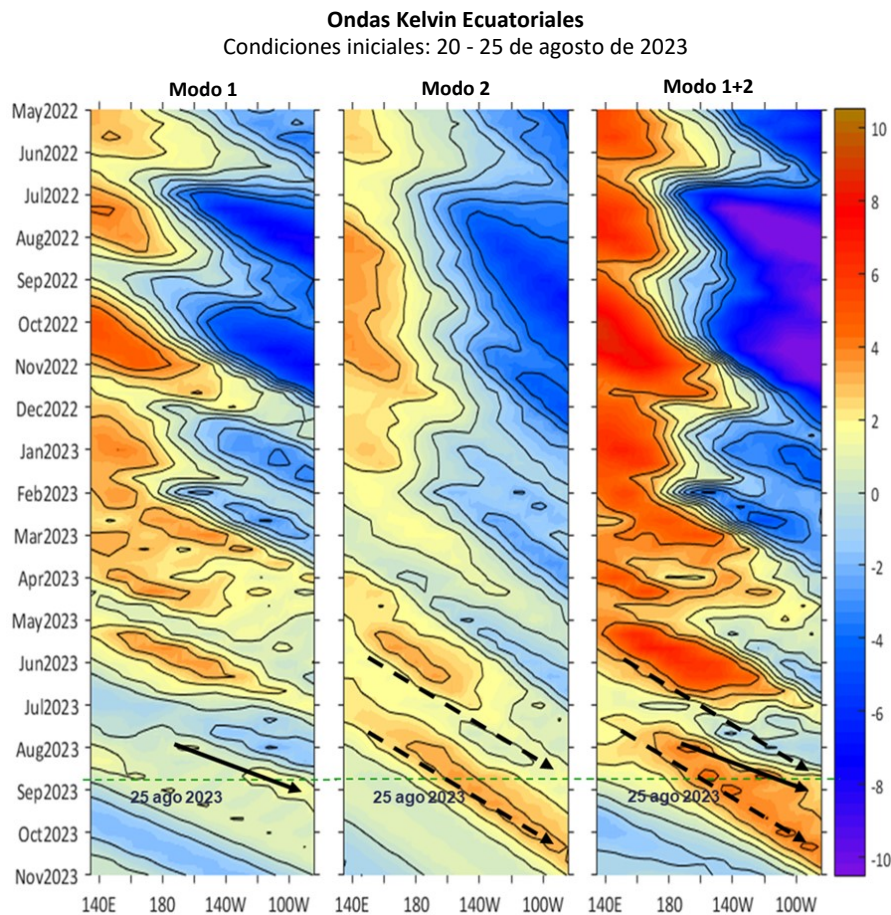 Ondas Kelvin Ecuatoriales
Condiciones iniciales: 20 - 25 de agosto de 2023
Modo 1
Modo 2
Modo 1+2
May2022
Jun2022
Jul2022
Aug2022
Sep2022
Oct2022
Nov2022
Dec2022
Jan2023
Feb2023
Mar2023
Apr2023
May2023
Jun2023
Jul2023
Aug2023
Sep2023
Oct2023
Nov2023
25 ago 2023
25 ago 2023
25 ago 2023
140E 180 140W 100W
140E 180 140W 100W
140E 180 140W 100W
10
8
6
4
2
0
-2
-4
-6
-8
-10